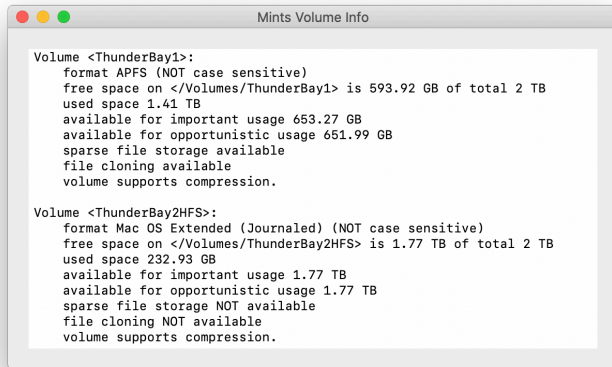 Mints Volume Info
Volume <ThunderBay1>:
format APFS (NOT case sensitive)
free space on </Volumes/ThunderBay1> is 593.92 GB of total 2 TB
used space 1.41 TB
available for important usage 653.27 GB
available for opportunistic usage 651.99 GB
sparse file storage available
file cloning available
volume supports compression.
Volume <ThunderBay2HFS>:
format Mac OS Extended (Journaled) (NOT case sensitive)
free space on </Volumes/ThunderBay2HFS> is 1.77 TB of total 2 TB
used space 232.93 GB
available for important usage 1.77 TB
available for opportunistic usage 1.77 TB
sparse file storage NOT available
file cloning NOT available
volume supports compression.